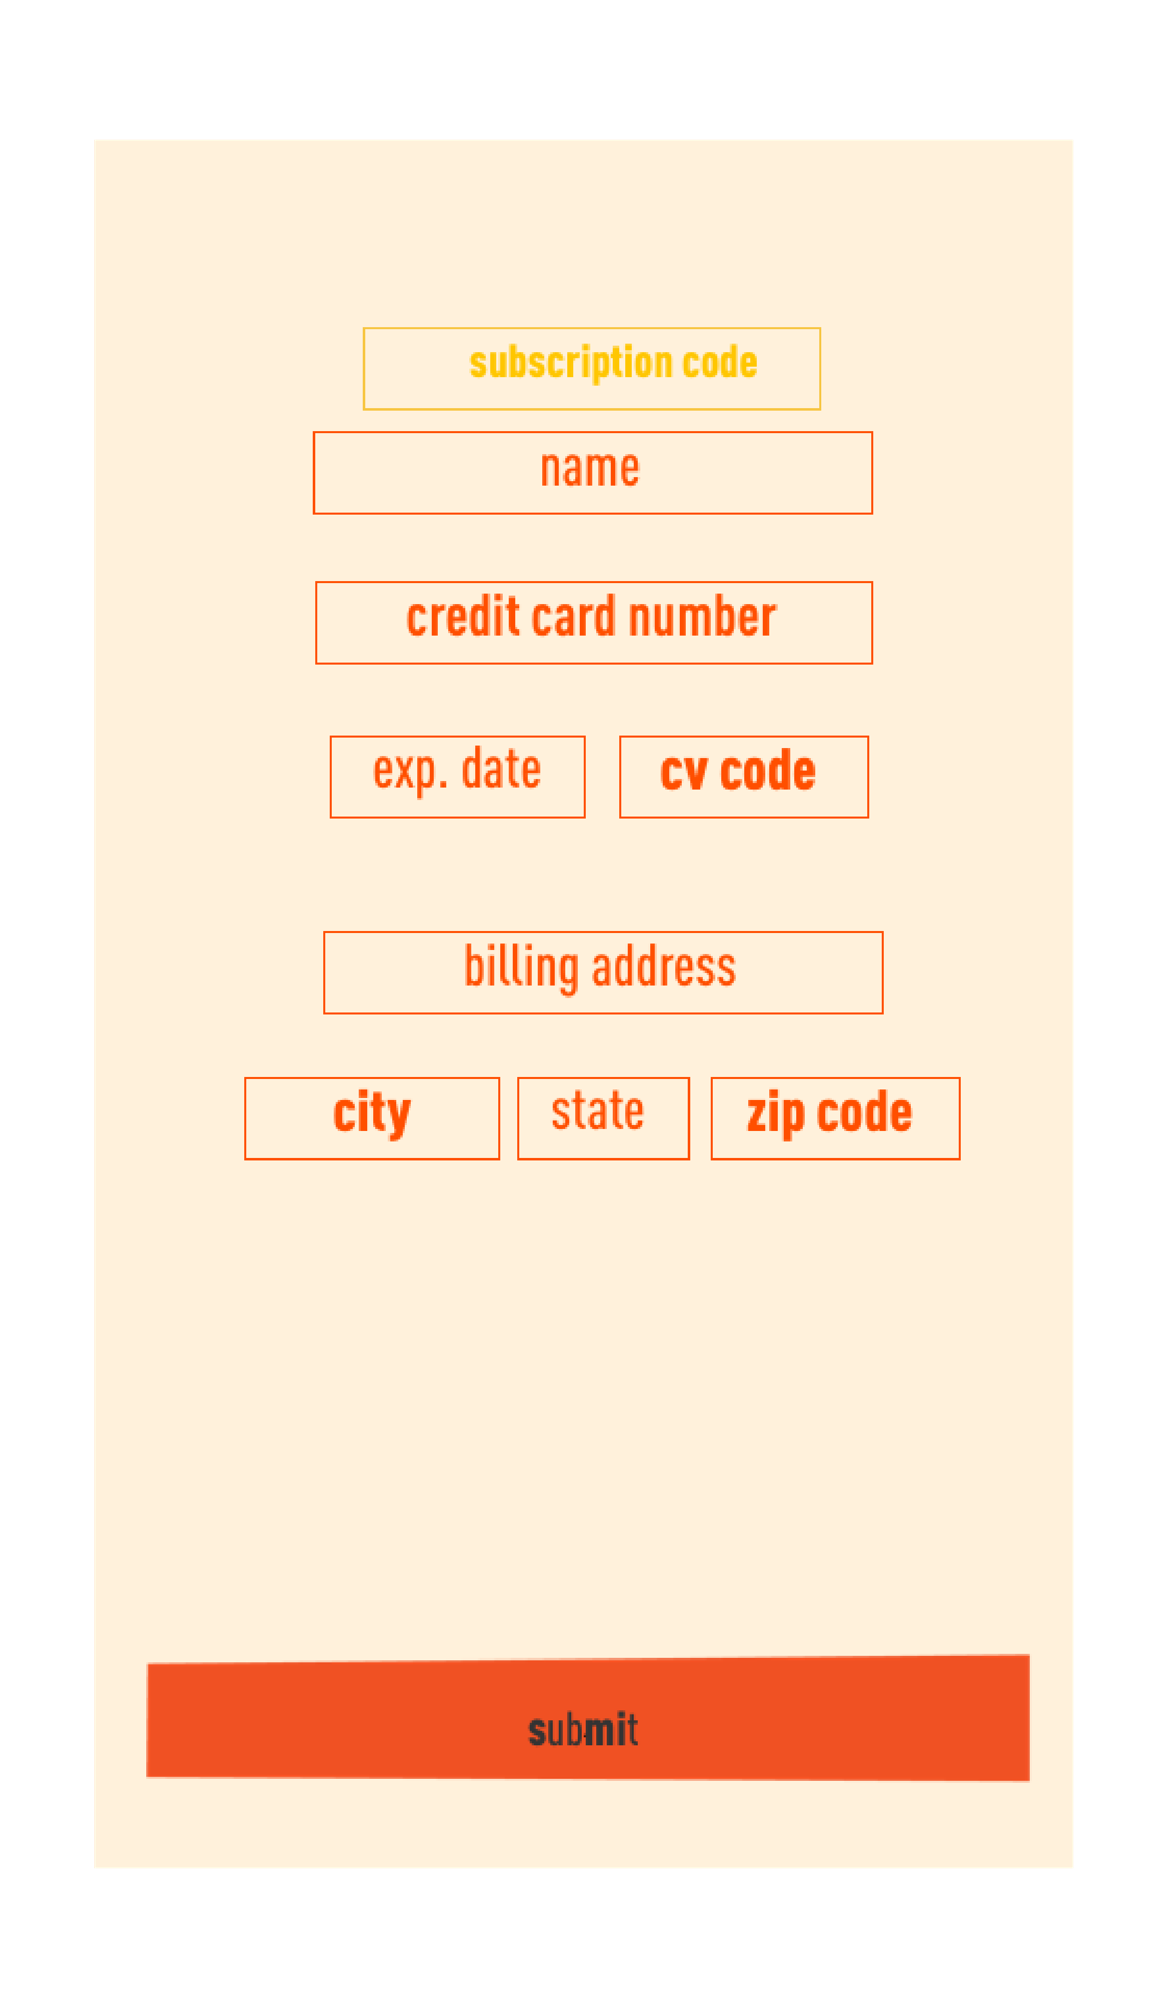 subscription code
name
credit card number
exp. date cv code
billing address
city state zip code
submit